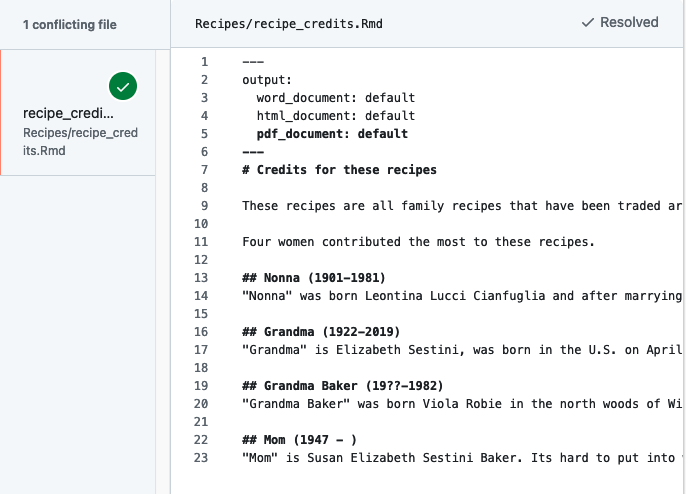 1 conflicting file
recipe_credi...
Recipes/recipe_cred
its.Rmd
Recipes/recipe_credits.Rmd
Resolved
1 ---
2 output:
3 word_document: default
4 html_document: default
5 pdf_document: default
6 ---
7 # Credits for these recipes
8
9 These recipes are all family recipes that have been traded ar
10
11 Four women contributed the most to these recipes.
12
13 ## Nonna (1901-1981)
14 "Nonna" was born Leontina Lucci Cianfuglia and after marrying
15
16 ## Grandma (1922-2019)
17 "Grandma" is Elizabeth Sestini, was born in the U.S. on April
18
19 ## Grandma Baker (19??-1982)
20 "Grandma Baker" was born Viola Robie in the north woods of Wi
21
22 ## Mom (1947 - )
23 "Mom" is Susan Elizabeth Sestini Baker. Its hard to put into